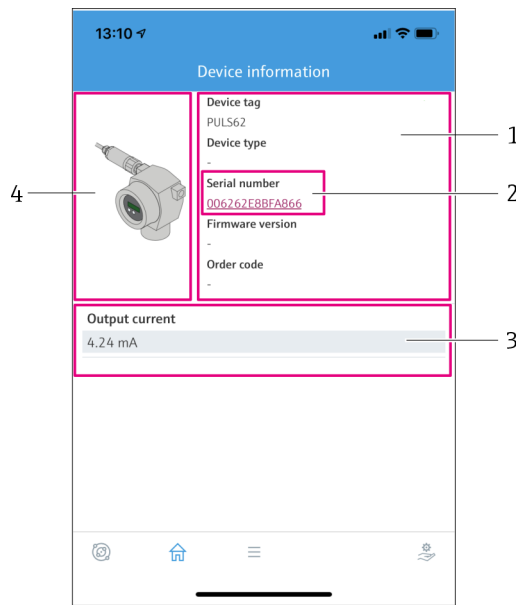 13:10
Device information
Device tag
PULS62
Device type
-
Serial number
006262E8BFA866
Firmware version
-
Order code
-
1
2
4
Output current
4.24 mA
3